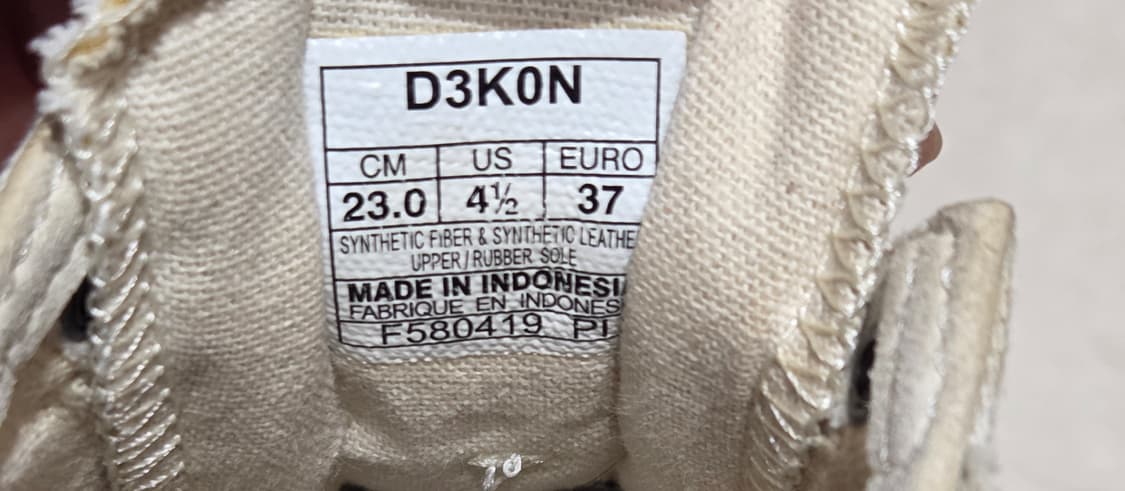 D3K0N
CM US EURO
23.0 4½ 37
SYNTHETIC FIBER & SYNTHETIC LEATHE
UPPER/RUBBER SOLE
MADE IN INDONESI
FABRIQUE EN INDONES
F580419 PI